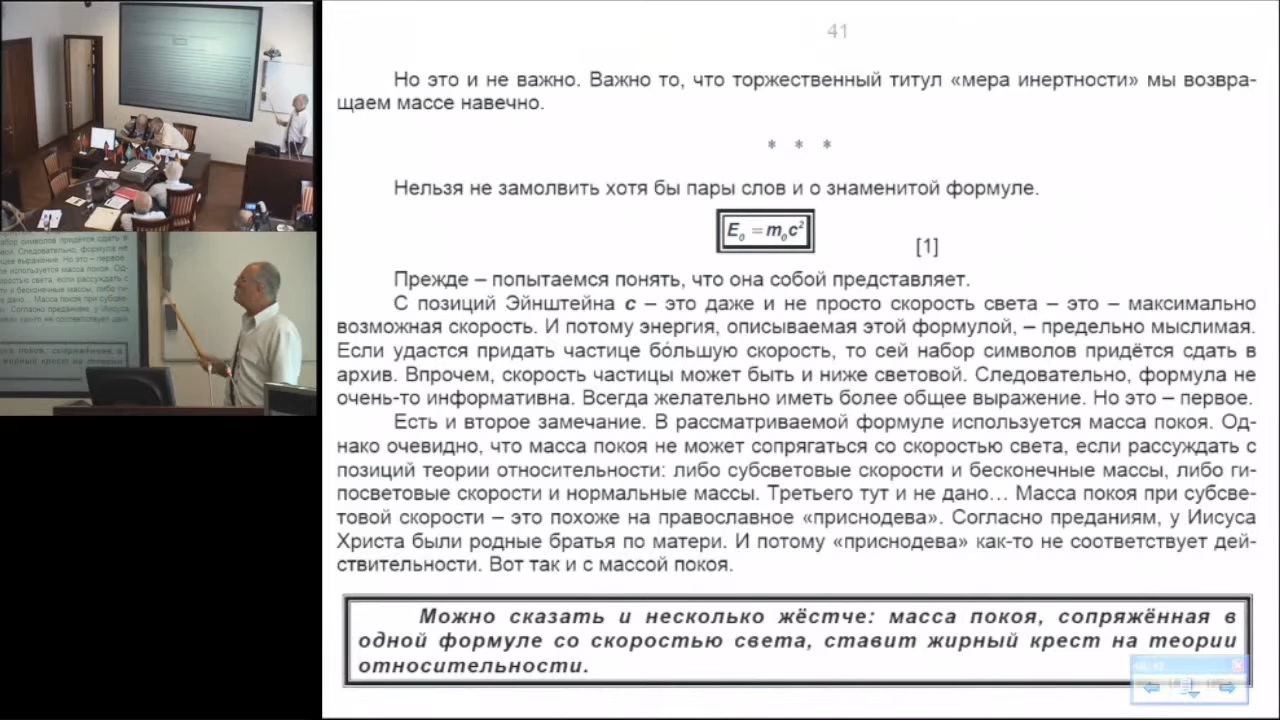 41
Но это и не важно. Важно то, что торжественный титул «мера инертности» мы возвра-
щаем массе навечно.
* * *
Нельзя не замолвить хотя бы пары слов и о знаменитой формуле.
E₀ = m₀c²
[1]
Прежде – попытаемся понять, что она собой представляет.
С позиций Эйнштейна c – это даже и не просто скорость света – это – максимально
возможная скорость. И потому энергия, описываемая этой формулой, – предельно мыслимая.
Если удастся придать частице бо́льшую скорость, то сей набор символов придётся сдать в
архив. Впрочем, скорость частицы может быть и ниже световой. Следовательно, формула не
очень-то информативна. Всегда желательно иметь более общее выражение. Но это – первое.
Есть и второе замечание. В рассматриваемой формуле используется масса покоя. Од-
нако очевидно, что масса покоя не может сопрягаться со скоростью света, если рассуждать с
позиций теории относительности: либо субсветовые скорости и бесконечные массы, либо ги-
посветовые скорости и нормальные массы. Третьего тут и не дано... Масса покоя при субсве-
товой скорости – это похоже на православное «приснодева». Согласно преданиям, у Иисуса
Христа были родные братья по матери. И потому «приснодева» как-то не соответствует дей-
ствительности. Вот так и с массой покоя.
Можно сказать и несколько жёстче: масса покоя, сопряжённая в
одной формуле со скоростью света, ставит жирный крест на теории
относительности.